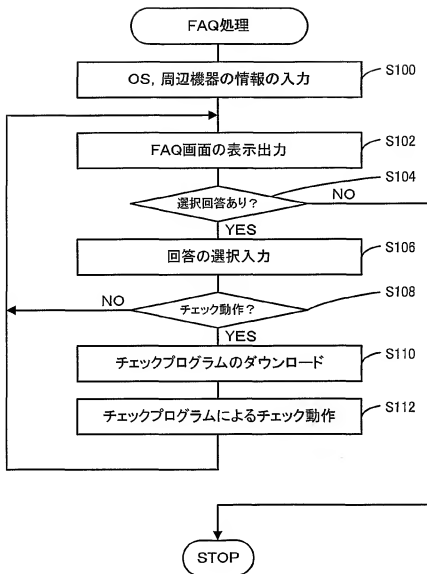 FAQ処理
OS，周辺機器の情報の入力
S100
FAQ画面の表示出力
S102
S104
選択回答あり？
NO
YES
回答の選択入力
S106
NO
チェック動作？
S108
YES
チェックプログラムのダウンロード
S110
チェックプログラムによるチェック動作
S112
STOP